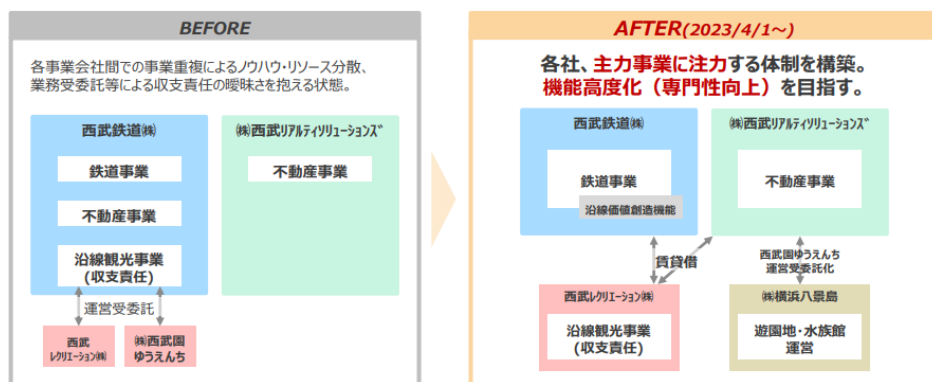 BEFORE
各事業会社間での事業重複によるノウハウ・リソース分散、
業務受委託等による収支責任の曖昧さを抱える状態。
西武鉄道㈱
鉄道事業
不動産事業
沿線観光事業
(収支責任)
運営受委託
西武
ﾚｸﾘｴｰｼｮﾝ㈱
㈱西武園
ゆうえんち
㈱西武ﾘｱﾙﾃｨｿﾘｭｰｼｮﾝｽﾞ
不動産事業
AFTER(2023/4/1～)
各社、主力事業に注力する体制を構築。
機能高度化（専門性向上）を目指す。
西武鉄道㈱
鉄道事業
沿線価値創造機能
㈱西武ﾘｱﾙﾃｨｿﾘｭｰｼｮﾝｽﾞ
不動産事業
賃貸借
西武園ゆうえんち
運営受委託化
西武ﾚｸﾘｴｰｼｮﾝ㈱
沿線観光事業
(収支責任)
㈱横浜八景島
遊園地・水族館
運営